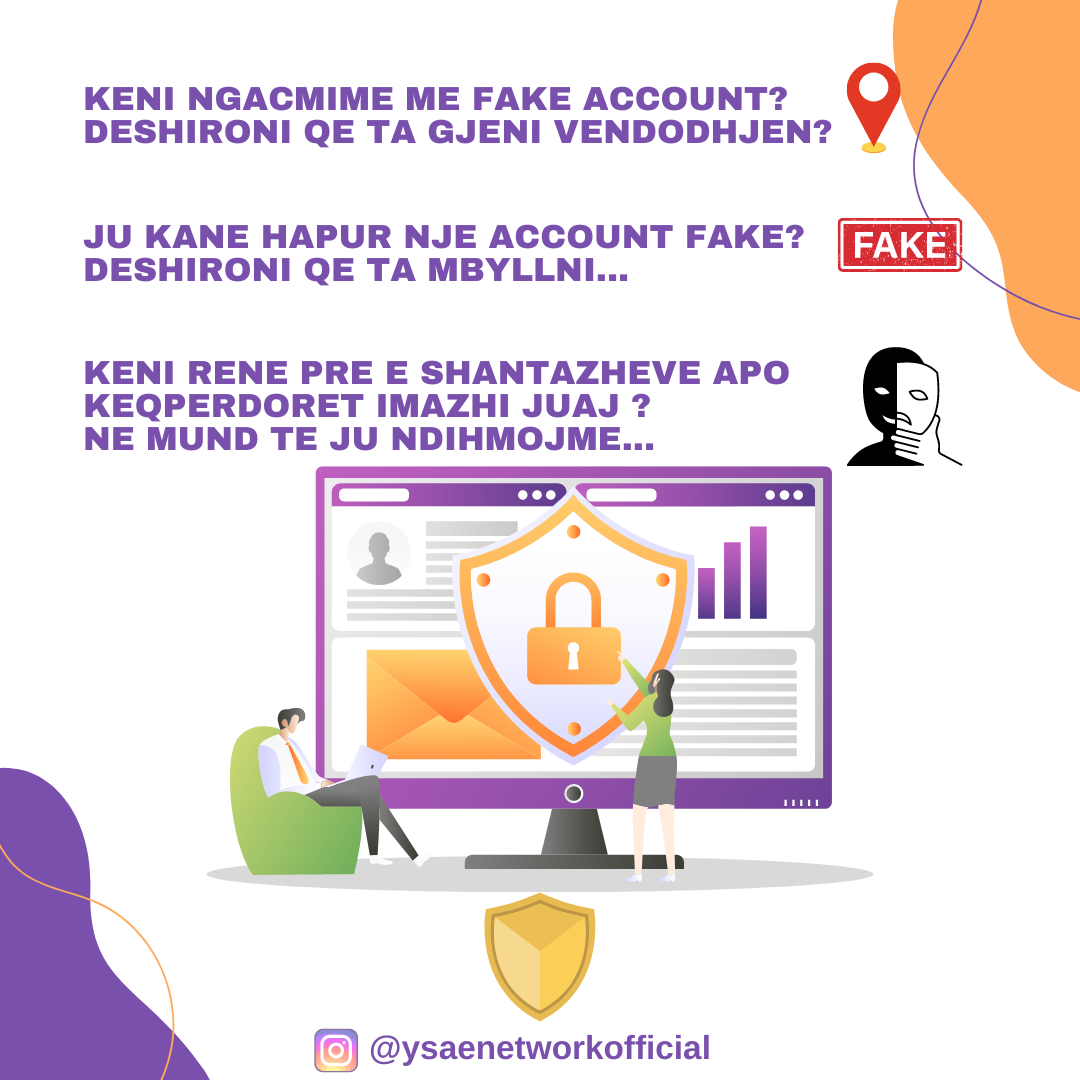 KENI NGACMIME ME FAKE ACCOUNT?
DESHIRONI QE TA GJENI VENDODHJEN?
JU KANE HAPUR NJE ACCOUNT FAKE?
DESHIRONI QE TA MBYLLNI...
FAKE
KENI RENE PRE E SHANTAZHEVE APO
KEQPERDORET IMAZHI JUAJ ?
NE MUND TE JU NDIHMOJME...
@ysaenetworkofficial